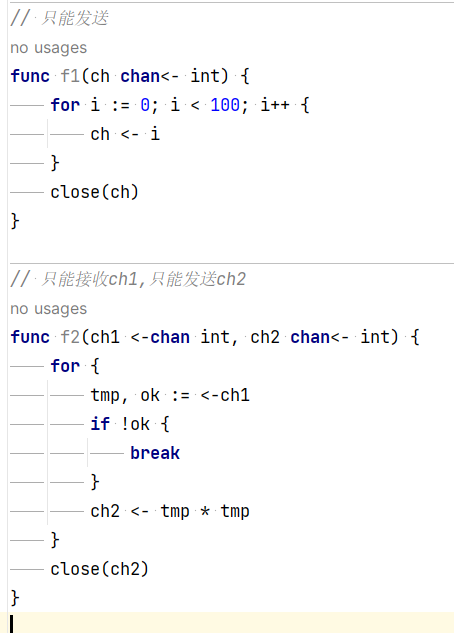 // 只能发送
no usages
func f1(ch chan<- int) {
    for i := 0; i < 100; i++ {
        ch <- i
    }
    close(ch)
}
// 只能接收ch1,只能发送ch2
no usages
func f2(ch1 <-chan int, ch2 chan<- int) {
    for {
        tmp, ok := <-ch1
        if !ok {
            break
        }
        ch2 <- tmp * tmp
    }
    close(ch2)
}